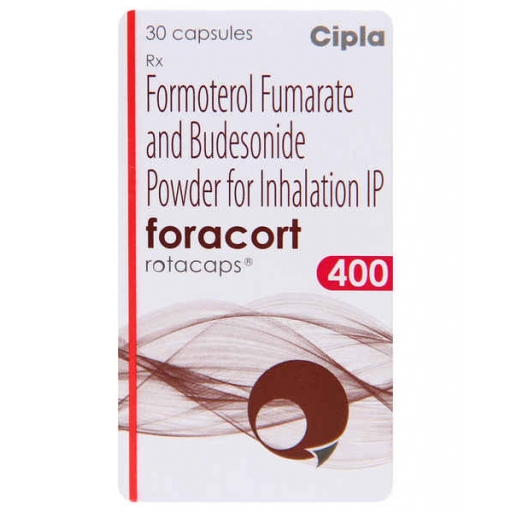 30 capsules
Cipla
Rx
Formoterol Fumarate
and Budesonide
Powder for Inhalation IP
foracort
rotacaps®
400